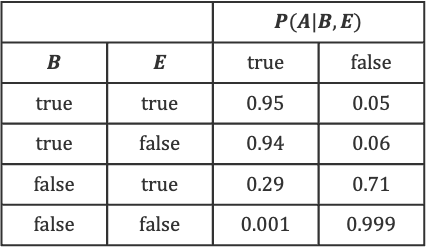 P(A|B, E)
B E true false
true true 0.95 0.05
true false 0.94 0.06
false true 0.29 0.71
false false 0.001 0.999